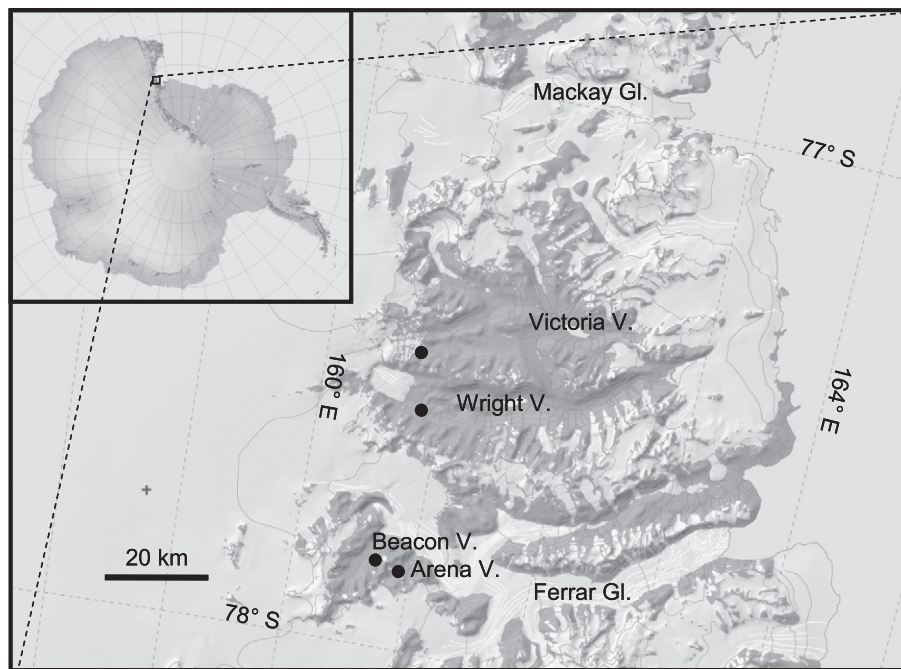 Mackay Gl.
77° S
Victoria V.
160° E
164° E
Wright V.
Beacon V.
20 km
Arena V.
Ferrar Gl.
78° S